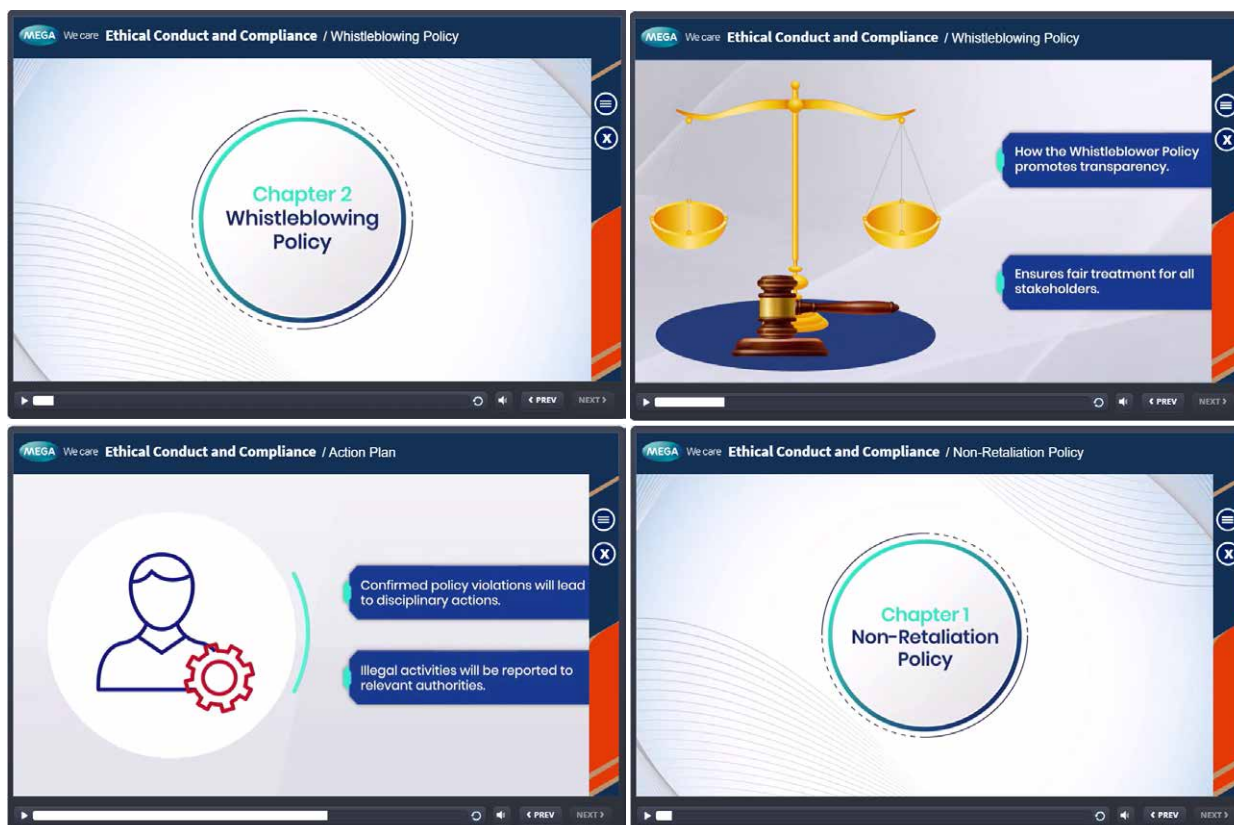 MEGA We care Ethical Conduct and Compliance / Whistleblowing Policy
Chapter 2
Whistleblowing
Policy
X
< PREV NEXT >
MEGA We care Ethical Conduct and Compliance / Whistleblowing Policy
How the Whistleblower Policy
promotes transparency.
Ensures fair treatment for all
stakeholders.
X
< PREV NEXT >
MEGA We care Ethical Conduct and Compliance / Action Plan
Confirmed policy violations will lead
to disciplinary actions.
Illegal activities will be reported to
relevant authorities.
X
< PREV NEXT >
MEGA We care Ethical Conduct and Compliance / Non-Retaliation Policy
Chapter 1
Non-Retaliation
Policy
X
< PREV NEXT >